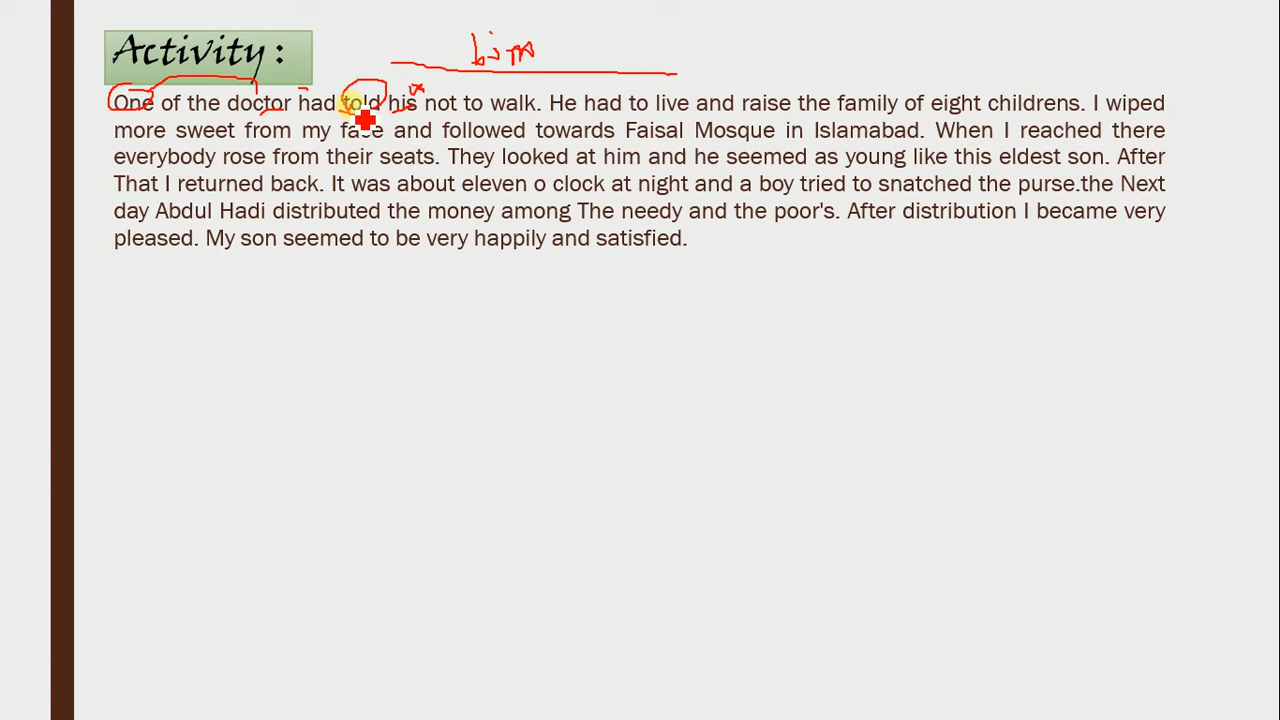 Activity :
him
One of the doctor had told his not to walk. He had to live and raise the family of eight childrens. I wiped
more sweet from my face and followed towards Faisal Mosque in Islamabad. When I reached there
everybody rose from their seats. They looked at him and he seemed as young like this eldest son. After
That I returned back. It was about eleven o clock at night and a boy tried to snatched the purse.the Next
day Abdul Hadi distributed the money among The needy and the poor's. After distribution I became very
pleased. My son seemed to be very happily and satisfied.